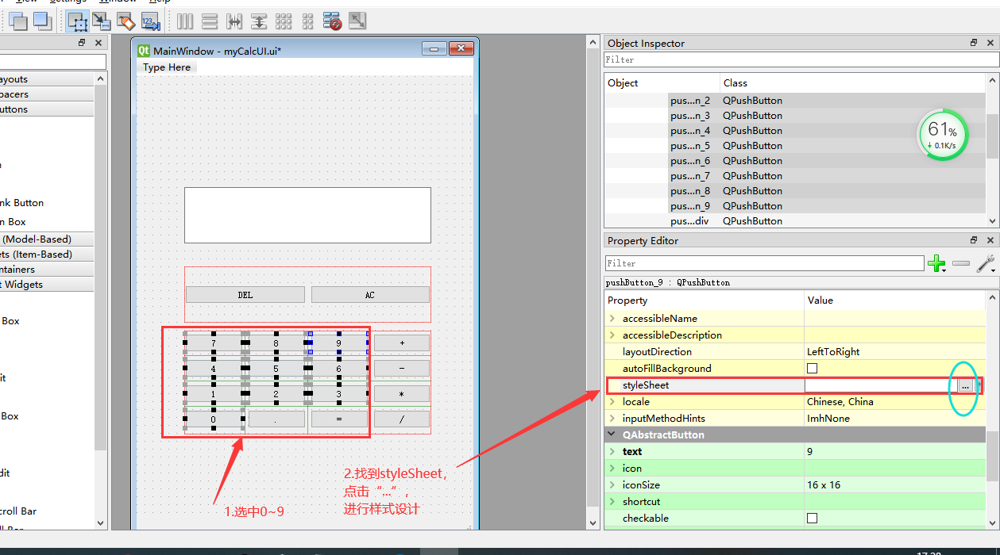 View Settings Window Help
MainWindow - myCalcUI.ui*
Type Here
ayouts
pacers
uttons
n
nk Button
n Box
(Model-Based)
ets (Item-Based)
ntainers
t Widgets
Box
dit
it
Box
dit
croll Bar
DEL
AC
7
8
9
+
4
5
6
-
1
2
3
*
0
.
=
/
1.选中0~9
2.找到styleSheet,
点击“...”,
进行样式设计
Object Inspector
Filter
Object Class
pus...n_2 QPushButton
pus...n_3 QPushButton
pus...n_4 QPushButton
pus...n_5 QPushButton
pus...n_6 QPushButton
pus...n_7 QPushButton
pus...n_8 QPushButton
pus...n_9 QPushButton
pus...div QPushButton
61%
0.1K/s
Property Editor
Filter
pushButton_9 : QPushButton
Property Value
accessibleName
accessibleDescription
layoutDirection LeftToRight
autoFillBackground
styleSheet ...
locale Chinese, China
inputMethodHints ImhNone
QAbstractButton
text 9
icon
iconSize 16 x 16
shortcut
checkable